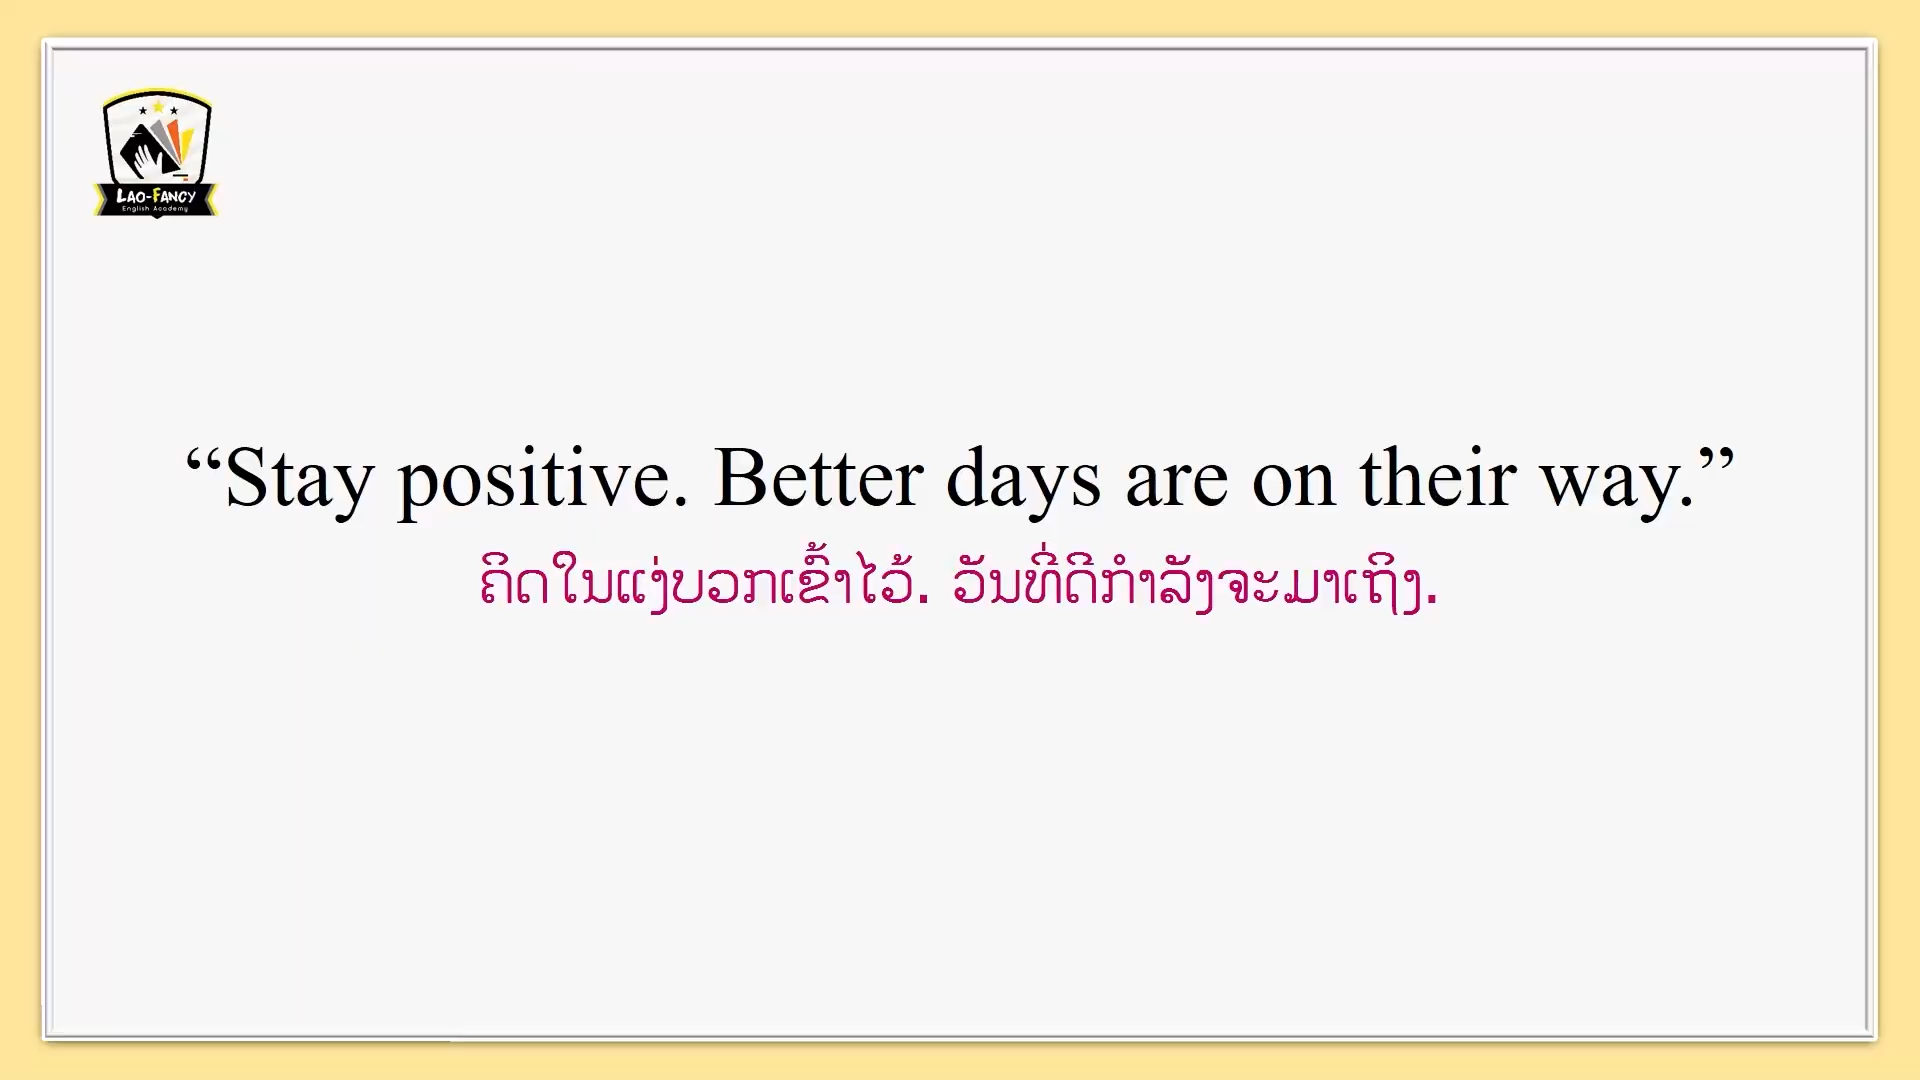 LAO-FANCY
English Academy
“Stay positive. Better days are on their way.”
ຄິດໃນແງ່ບວກເຂົ້າໄວ້. ວັນທີ່ດີກຳລັງຈະມາເຖິງ.